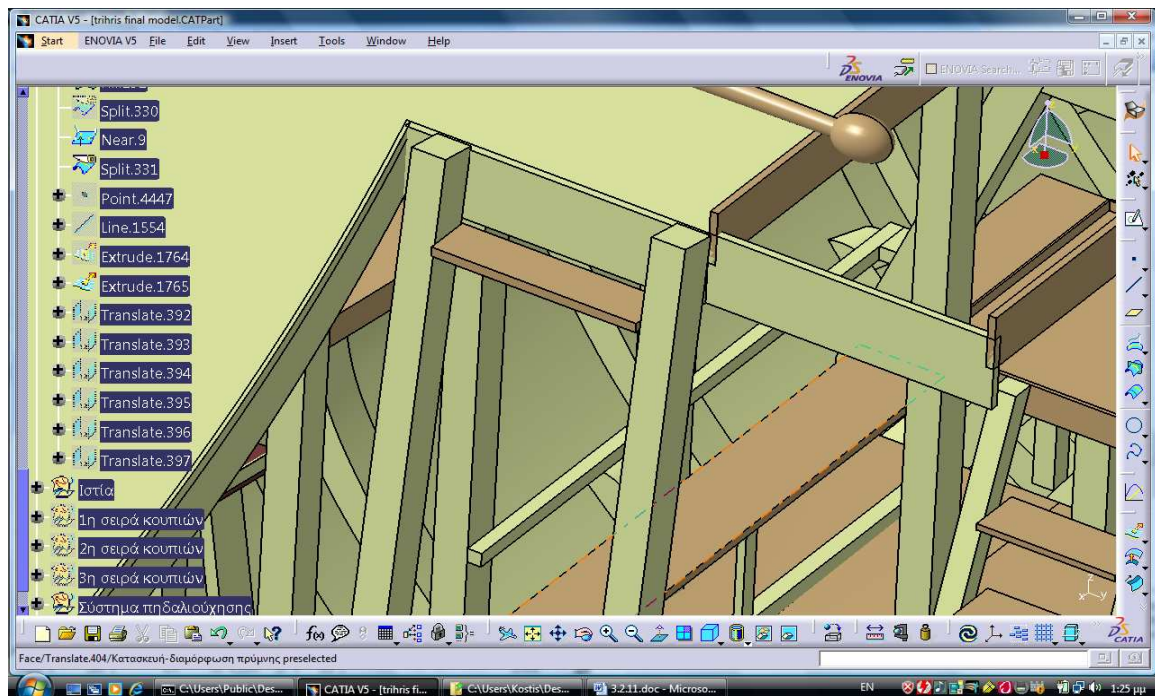 CATIA V5 - [trihris final model.CATPart]
Start ENOVIA V5 File Edit View Insert Tools Window Help
ENOVIA
ENOVIA Search...
Split.330
Near.9
Split.331
Point.4447
Line.1554
Extrude.1764
Extrude.1765
Translate.392
Translate.393
Translate.394
Translate.395
Translate.396
Translate.397
Ιστία
1η σειρά κουπιών
2η σειρά κουπιών
3η σειρά κουπιών
Σύστημα πηδαλιούχησης
z
x y
f(x)
CATIA
Face/Translate.404/Κατασκευή-διαμόρφωση πρύμνης preselected
C:\Users\Public\Des...
CATIA V5 - [trihris fi...
C:\Users\Kostis\Des...
3.2.11.doc - Microso...
EN
1:25 μμ